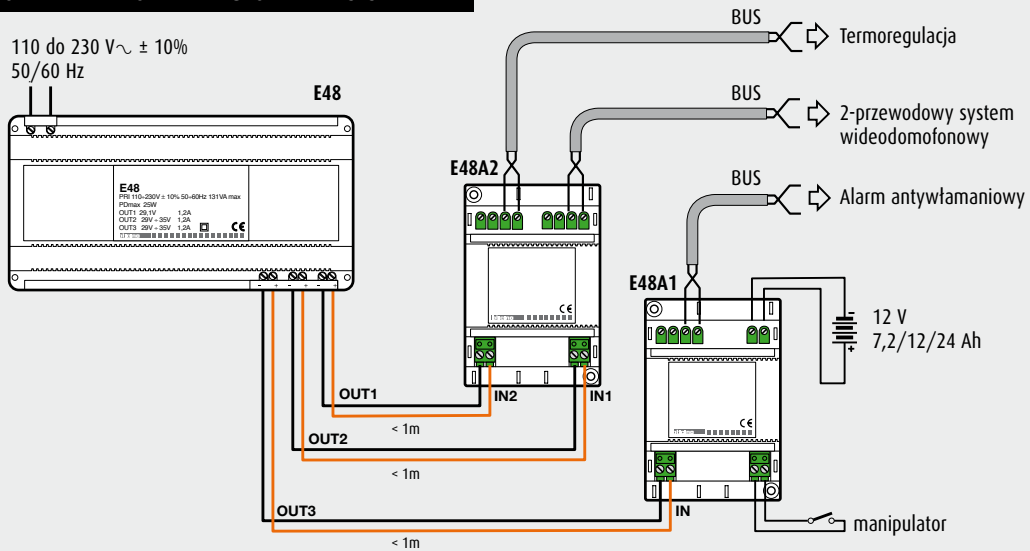 110 do 230 V~ ± 10%
50/60 Hz
E48
E48
PRI 110÷230V ± 10% 50÷60Hz 131VA max
PDmax 25W
OUT1 29,1V 1,2A
OUT2 29V ÷ 35V 1,2A
OUT3 29V ÷ 35V 1,2A
CE
- + - + - +
BUS
Termoregulacja
BUS
2-przewodowy system
wideodomofonowy
E48A2
CE
BUS
Alarm antywłamaniowy
E48A1
CE
-
+
12 V
7,2/12/24 Ah
OUT1
IN2
IN1
< 1m
OUT2
< 1m
OUT3
IN
< 1m
manipulator